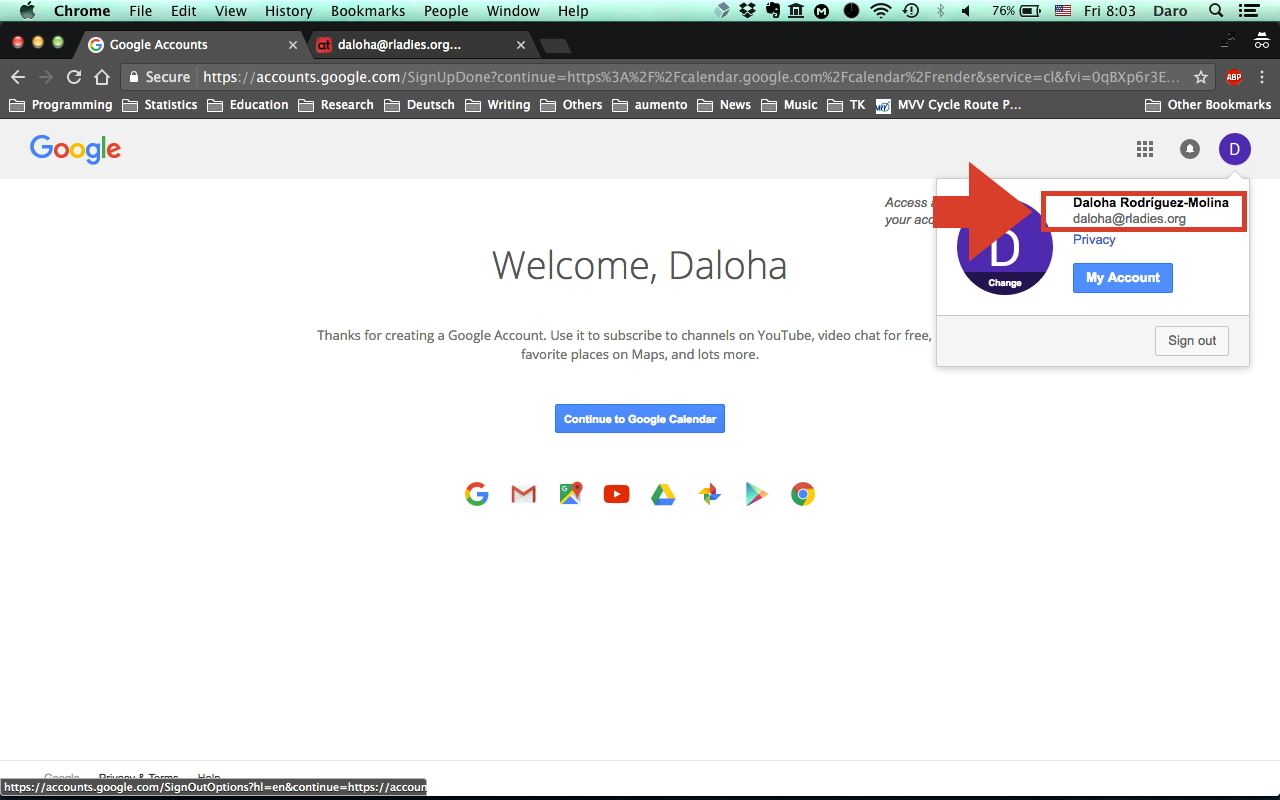 Chrome File Edit View History Bookmarks People Window Help 76% Fri 8:03 Daro
Google Accounts
daloha@rladies.org...
Secure https://accounts.google.com/SignUpDone?continue=https%3A%2F%2Fcalendar.google.com%2Fcalendar%2Frender&service=cl&fvi=0qBXp6r3E... ABP
Programming Statistics Education Research Deutsch Writing Others aumento News Music TK MVV Cycle Route P... Other Bookmarks
Google
D
Access
your
Daloha Rodríguez-Molina
daloha@rladies.org
Privacy
D
Change
My Account
Sign out
Welcome, Daloha
Thanks for creating a Google Account. Use it to subscribe to channels on YouTube, video chat for free,
favorite places on Maps, and lots more.
Continue to Google Calendar
Google Privacy & Terms Help
https://accounts.google.com/SignOutOptions?hl=en&continue=https://accoun